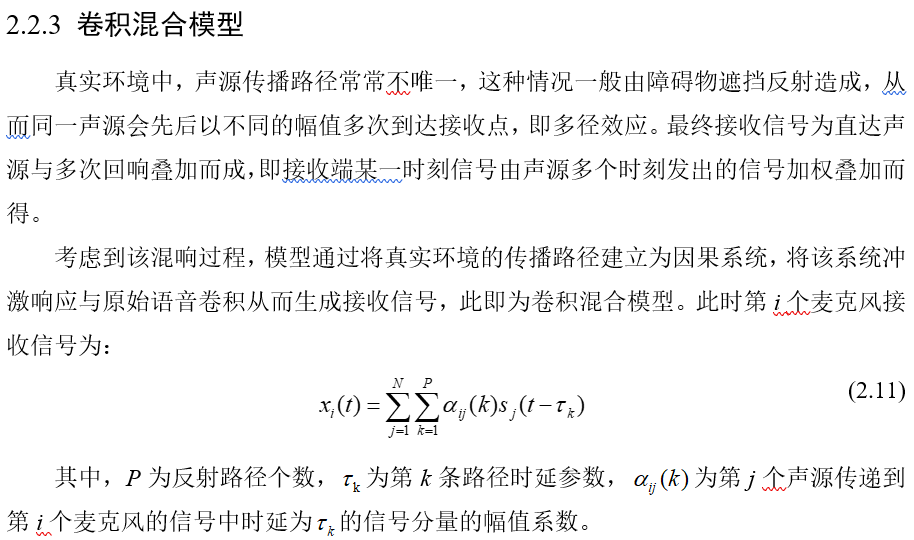 2.2.3 卷积混合模型
真实环境中，声源传播路径常常不唯一，这种情况一般由障碍物遮挡反射造成，从
而同一声源会先后以不同的幅值多次到达接收点，即多径效应。最终接收信号为直达声
源与多次回响叠加而成，即接收端某一时刻信号由声源多个时刻发出的信号加权叠加而
得。
考虑到该混响过程，模型通过将真实环境的传播路径建立为因果系统，将该系统冲
激响应与原始语音卷积从而生成接收信号，此即为卷积混合模型。此时第 i 个麦克风接
收信号为：
x_i(t) = \sum_{j=1}^{N} \sum_{k=1}^{P} α_{ij}(k) s_j(t − τ_k) (2.11)
其中，P 为反射路径个数，τ_k 为第 k 条路径时延参数，α_{ij}(k) 为第 j 个声源传递到
第 i 个麦克风的信号中时延为 τ_k 的信号分量的幅值系数。